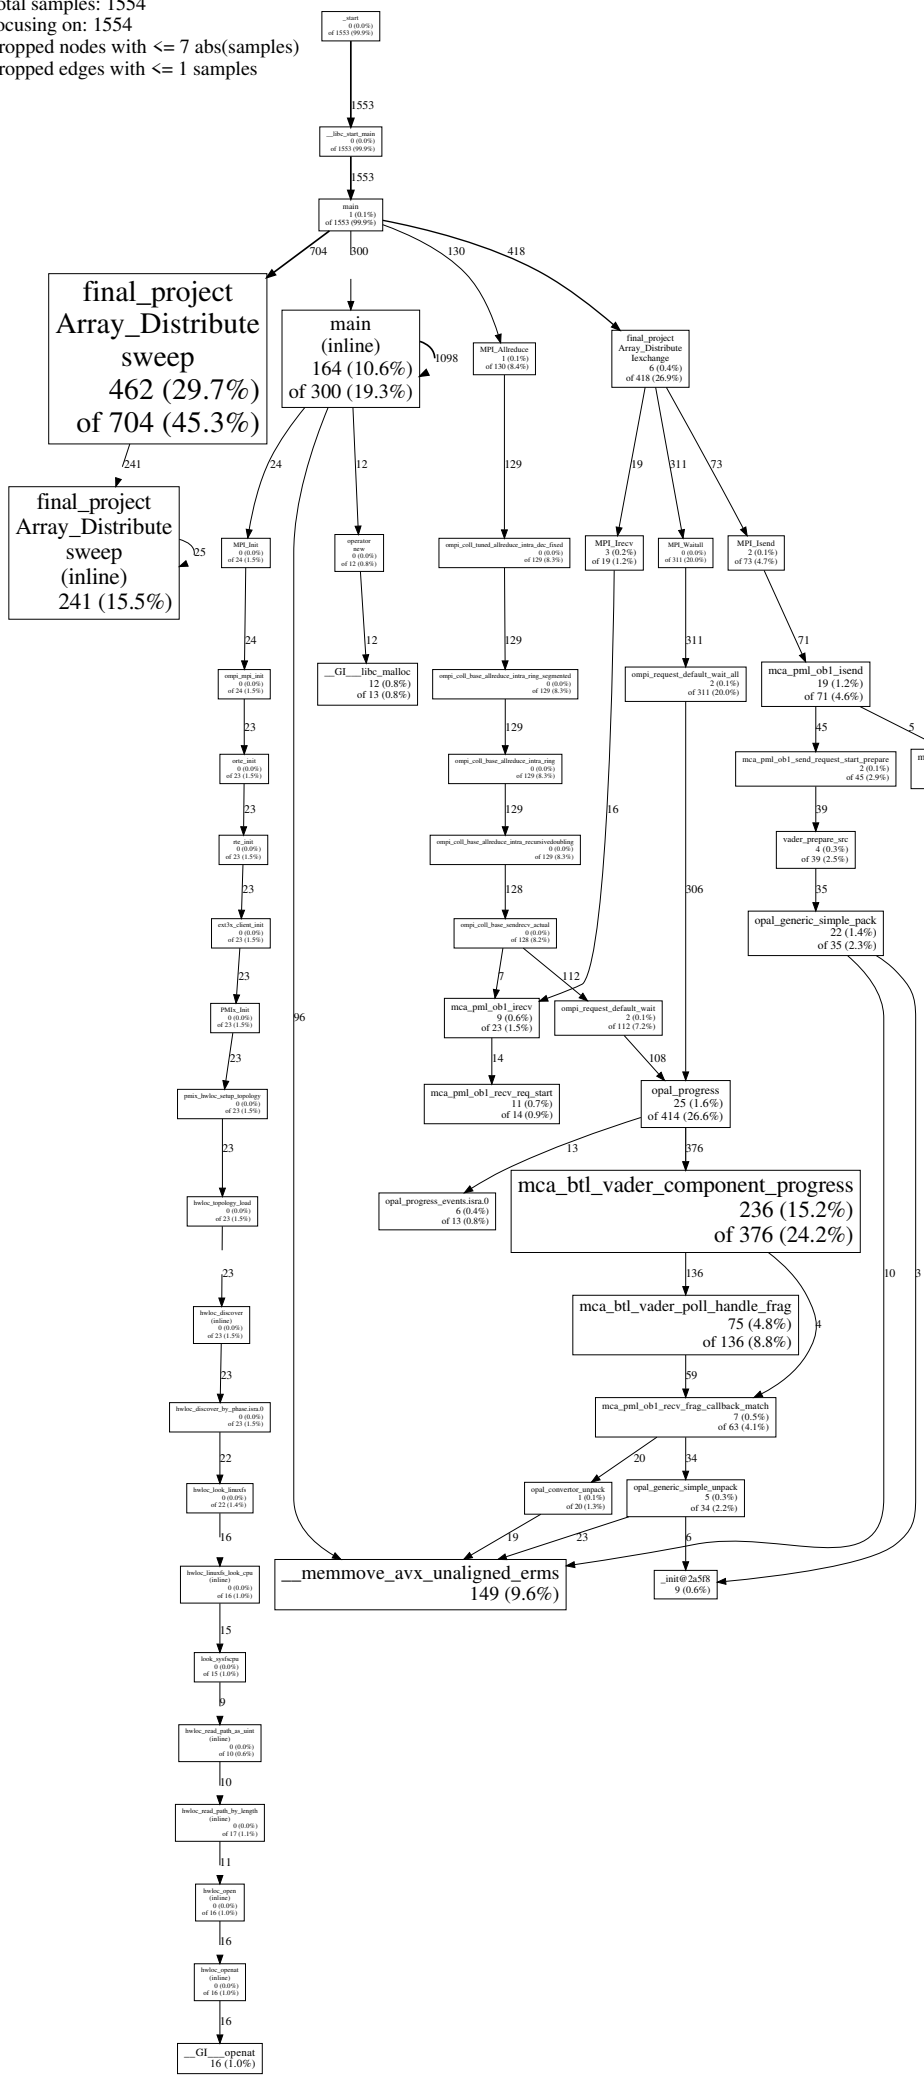 otal samples: 1554
ocusing on: 1554
ropped nodes with <= 7 abs(samples)
ropped edges with <= 1 samples
_start
0 (0.0%)
of 1553 (99.9%)
1553
__libc_start_main
0 (0.0%)
of 1553 (99.9%)
1553
main
1 (0.1%)
of 1553 (99.9%)
704
300
130
418
final_project
Array_Distribute
sweep
462 (29.7%)
of 704 (45.3%)
main
(inline)
164 (10.6%)
of 300 (19.3%)
1098
MPI_Allreduce
1 (0.1%)
of 130 (8.4%)
final_project
Array_Distribute
Iexchange
6 (0.4%)
of 418 (26.9%)
241
24
12
129
19
311
73
final_project
Array_Distribute
sweep
(inline)
241 (15.5%)
25
MPI_Init
0 (0.0%)
of 24 (1.5%)
operator
new
0 (0.0%)
of 12 (0.8%)
ompi_coll_tuned_allreduce_intra_dec_fixed
0 (0.0%)
of 129 (8.3%)
MPI_Irecv
3 (0.2%)
of 19 (1.2%)
MPI_Waitall
0 (0.0%)
of 311 (20.0%)
MPI_Isend
2 (0.1%)
of 73 (4.7%)
24
12
129
311
71
ompi_mpi_init
0 (0.0%)
of 24 (1.5%)
__GI___libc_malloc
12 (0.8%)
of 13 (0.8%)
ompi_coll_base_allreduce_intra_ring_segmented
0 (0.0%)
of 129 (8.3%)
ompi_request_default_wait_all
2 (0.1%)
of 311 (20.0%)
mca_pml_ob1_isend
19 (1.2%)
of 71 (4.6%)
23
129
45
5
orte_init
0 (0.0%)
of 23 (1.5%)
ompi_coll_base_allreduce_intra_ring
0 (0.0%)
of 129 (8.3%)
mca_pml_ob1_send_request_start_prepare
2 (0.1%)
of 45 (2.9%)
m
23
129
16
39
rte_init
0 (0.0%)
of 23 (1.5%)
ompi_coll_base_allreduce_intra_recursivedoubling
0 (0.0%)
of 129 (8.3%)
vader_prepare_src
4 (0.3%)
of 39 (2.5%)
23
128
306
35
ext3x_client_init
0 (0.0%)
of 23 (1.5%)
ompi_coll_base_sendrecv_actual
0 (0.0%)
of 128 (8.2%)
opal_generic_simple_pack
22 (1.4%)
of 35 (2.3%)
23
7
112
PMIx_Init
0 (0.0%)
of 23 (1.5%)
96
mca_pml_ob1_irecv
9 (0.6%)
of 23 (1.5%)
ompi_request_default_wait
2 (0.1%)
of 112 (7.2%)
23
14
108
pmix_hwloc_setup_topology
0 (0.0%)
of 23 (1.5%)
mca_pml_ob1_recv_req_start
11 (0.7%)
of 14 (0.9%)
opal_progress
25 (1.6%)
of 414 (26.6%)
23
13
376
hwloc_topology_load
0 (0.0%)
of 23 (1.5%)
opal_progress_events.isra.0
6 (0.4%)
of 13 (0.8%)
mca_btl_vader_component_progress
236 (15.2%)
of 376 (24.2%)
23
136
10
3
hwloc_discover
(inline)
0 (0.0%)
of 23 (1.5%)
mca_btl_vader_poll_handle_frag
75 (4.8%)
of 136 (8.8%)
4
23
59
hwloc_discover_by_phase.isra.0
0 (0.0%)
of 23 (1.5%)
mca_pml_ob1_recv_frag_callback_match
7 (0.5%)
of 63 (4.1%)
22
20
34
hwloc_look_linuxfs
0 (0.0%)
of 22 (1.4%)
opal_convertor_unpack
1 (0.1%)
of 20 (1.3%)
opal_generic_simple_unpack
5 (0.3%)
of 34 (2.2%)
16
19
23
6
hwloc_linuxfs_look_cpu
(inline)
0 (0.0%)
of 16 (1.0%)
__memmove_avx_unaligned_erms
149 (9.6%)
_init@2a5f8
9 (0.6%)
15
look_sysfscpu
0 (0.0%)
of 15 (1.0%)
9
hwloc_read_path_as_uint
(inline)
0 (0.0%)
of 10 (0.6%)
10
hwloc_read_path_by_length
(inline)
0 (0.0%)
of 17 (1.1%)
11
hwloc_open
(inline)
0 (0.0%)
of 16 (1.0%)
16
hwloc_openat
(inline)
0 (0.0%)
of 16 (1.0%)
16
__GI___openat
16 (1.0%)